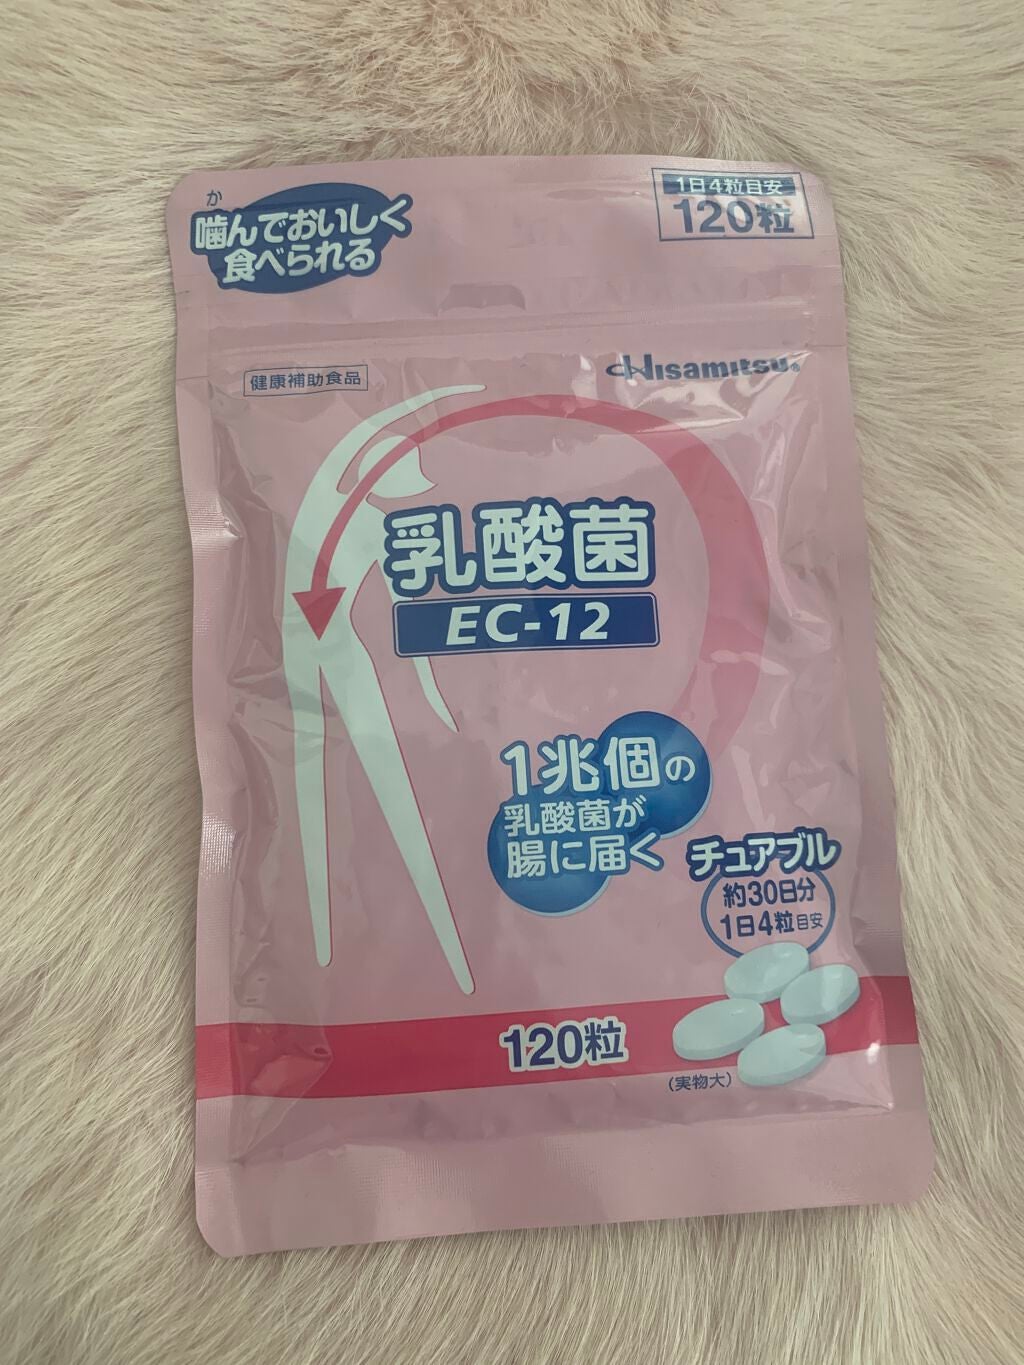 か
噛んでおいしく
食べられる
1日4粒目安
120粒
健康補助食品
Hisamitsu®
乳酸菌
EC-12
1兆個の
乳酸菌が
腸に届く
チュアブル
約30日分
1日4粒目安
120粒
(実物大)